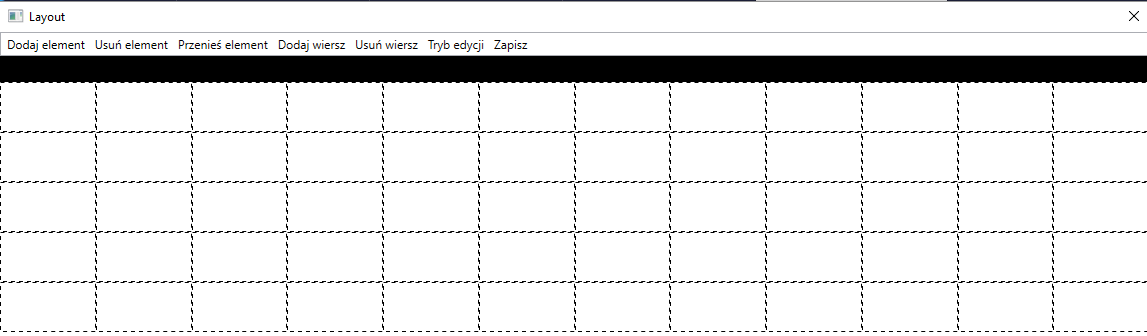 Layout
Dodaj element Usuń element Przenieś element Dodaj wiersz Usuń wiersz Tryb edycji Zapisz